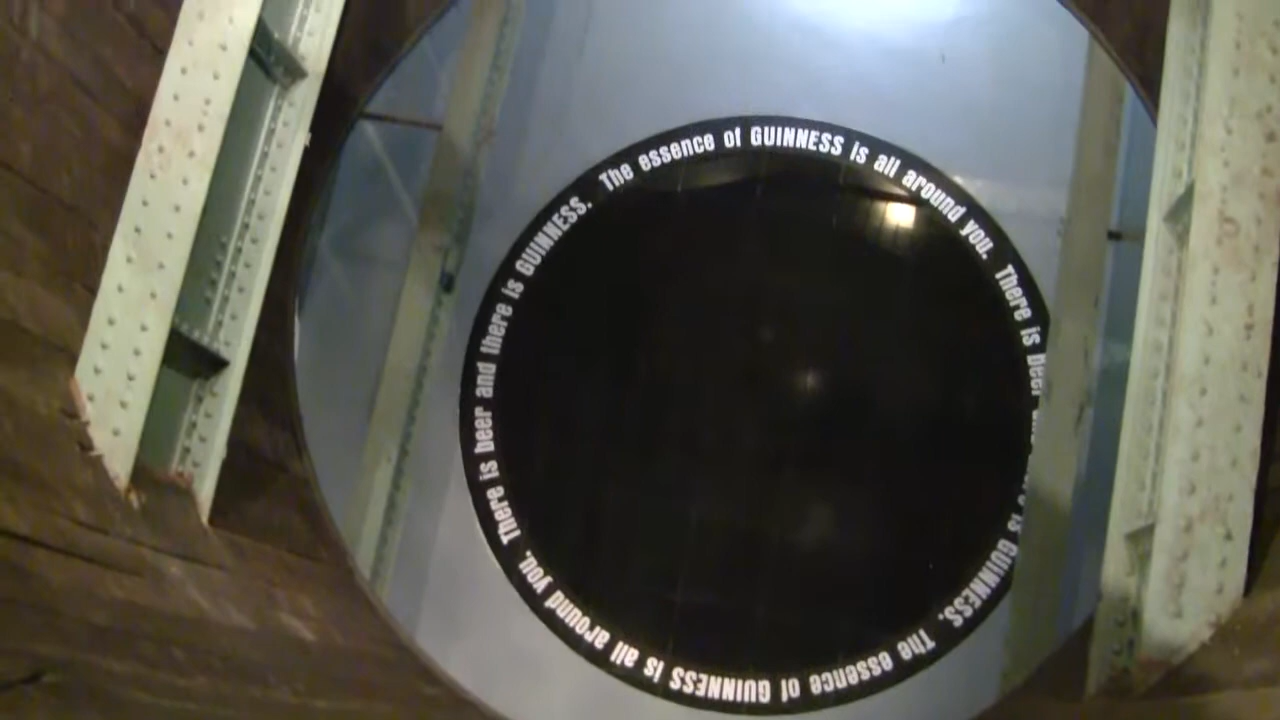 The essence of GUINNESS is all around you. There is beer is GUINNESS. The essence of GUINNESS is all around you. There is beer and there is GUINNESS.